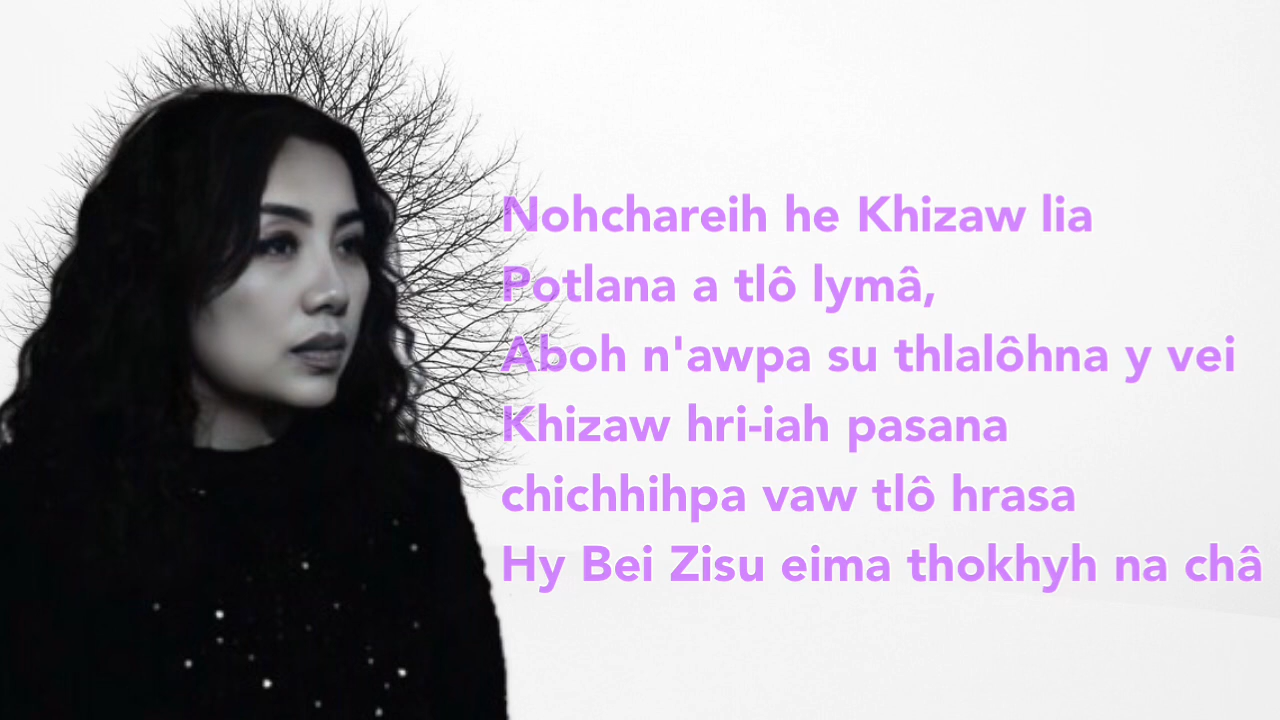 Nohchareih he Khizaw lia
Potlana a tlô lymâ,
Aboh n'awpa su thlalôhna y vei
Khizaw hri-iah pasana
chichhihpa vaw tlô hrasa
Hy Bei Zisu eima thokhyh na châ